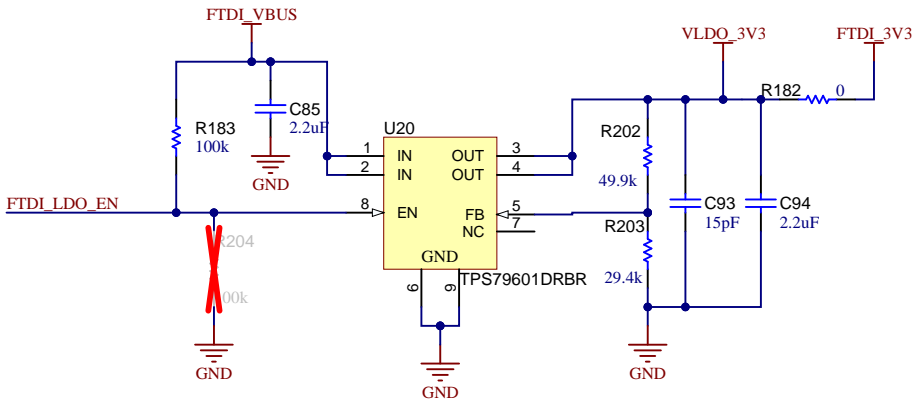 FTDI_VBUS
VLDO_3V3
FTDI_3V3
R182 0
C85
2.2uF
U20
R183
100k
R202
GND
1 IN OUT 3
2 IN OUT 4
49.9k
FTDI_LDO_EN
8 EN FB 5
NC 7
C93
15pF
C94
2.2uF
R203
R204
GND
TPS79601DRBR
29.4k
6 9
GND
GND
GND